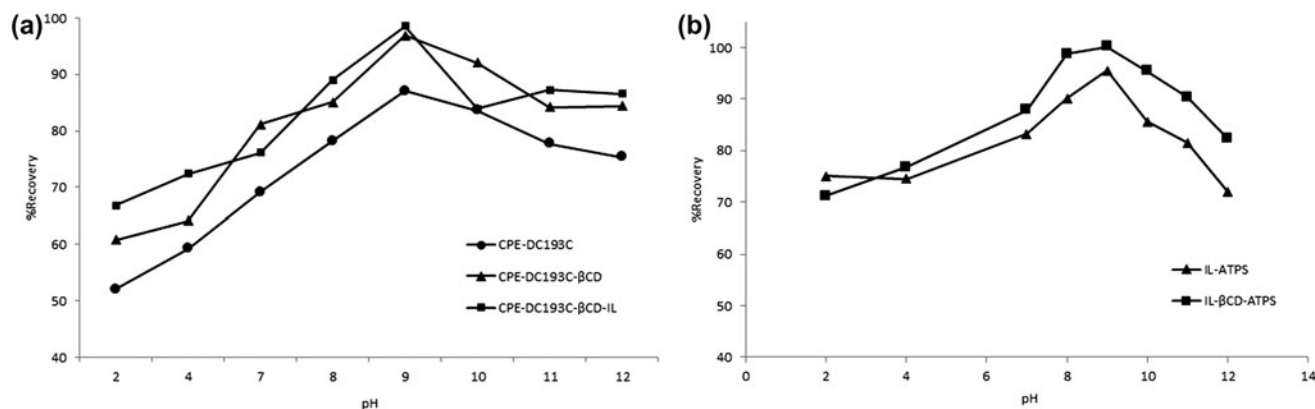 (a)
100
90
80
70
60
50
40
%Recovery
CPE-DC193C
CPE-DC193C-βCD
CPE-DC193C-βCD-IL
2 4 7 8 9 10 11 12
pH
(b)
100
90
80
70
60
50
40
%Recovery
IL-ATPS
IL-βCD-ATPS
0 2 4 6 8 10 12 14
pH